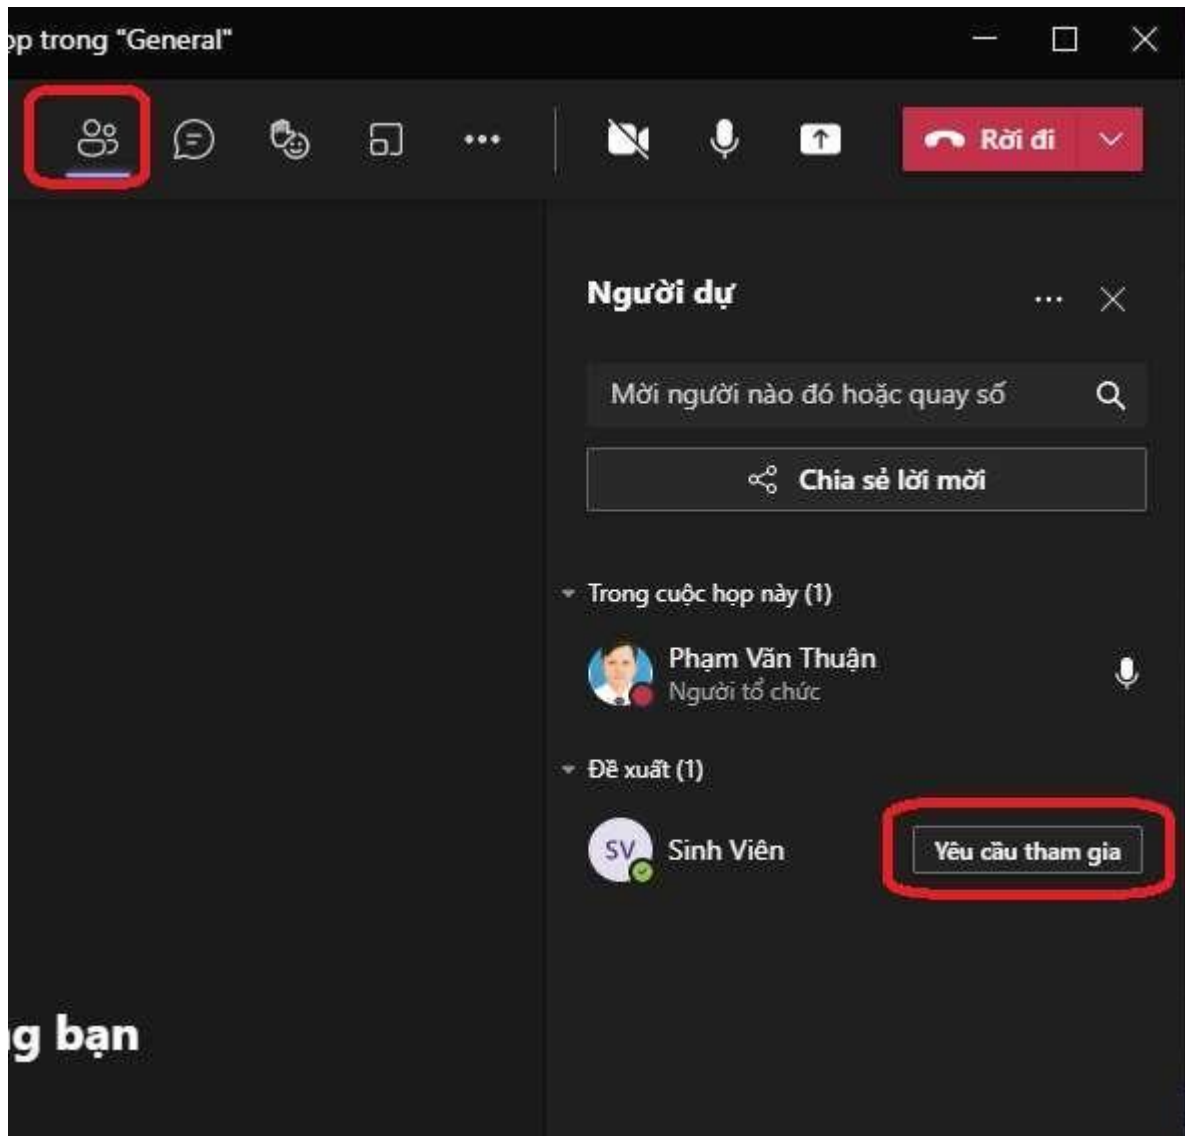 op trong "General"
Rời đi
Người dự
Mời người nào đó hoặc quay số
Chia sẻ lời mời
Trong cuộc họp này (1)
Phạm Văn Thuận
Người tổ chức
Đề xuất (1)
SV
Sinh Viên
Yêu cầu tham gia
g bạn